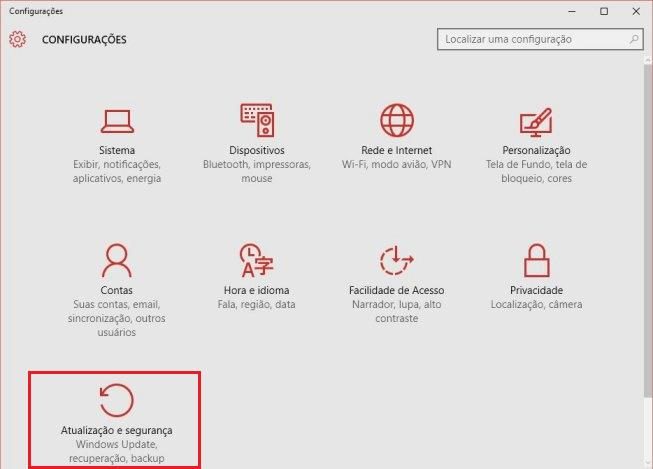 Configurações
CONFIGURAÇÕES
Localizar uma configuração
Sistema
Exibir, notificações,
aplicativos, energia
Dispositivos
Bluetooth, impressoras,
mouse
Rede e Internet
Wi-Fi, modo avião, VPN
Personalização
Tela de Fundo, tela de
bloqueio, cores
Contas
Suas contas, email,
sincronização, outros
usuários
Hora e idioma
Fala, região, data
Facilidade de Acesso
Narrador, lupa, alto
contraste
Privacidade
Localização, câmera
Atualização e segurança
Windows Update,
recuperação, backup